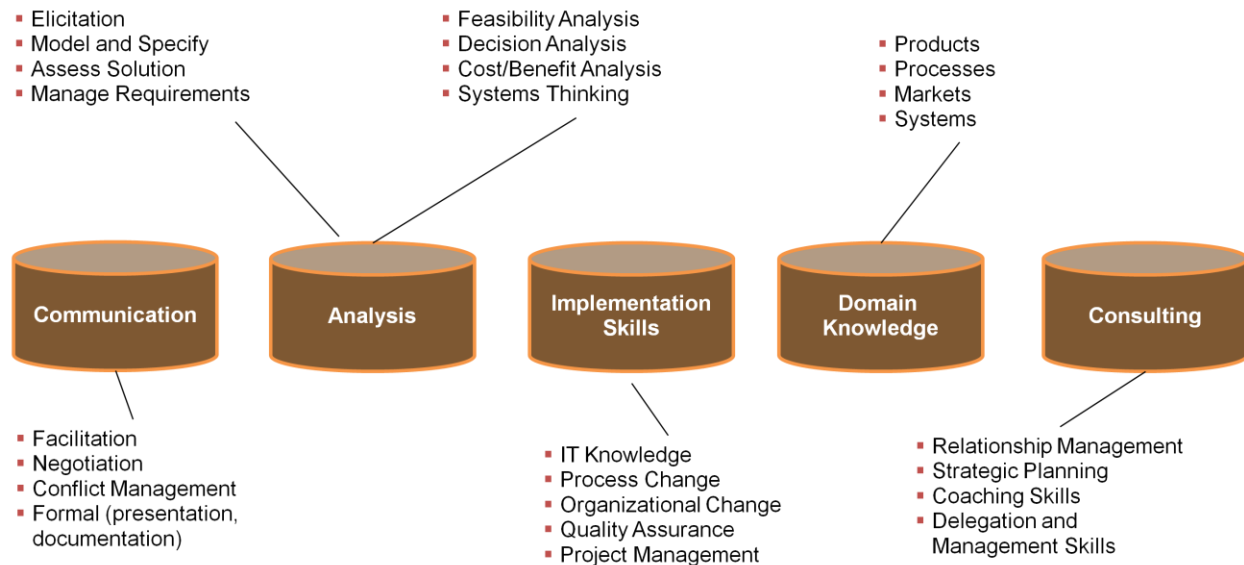 Elicitation
Model and Specify
Assess Solution
Manage Requirements
Feasibility Analysis
Decision Analysis
Cost/Benefit Analysis
Systems Thinking
Products
Processes
Markets
Systems
Communication
Analysis
Implementation
Skills
Domain
Knowledge
Consulting
Facilitation
Negotiation
Conflict Management
Formal (presentation,
documentation)
IT Knowledge
Process Change
Organizational Change
Quality Assurance
Project Management
Relationship Management
Strategic Planning
Coaching Skills
Delegation and
Management Skills